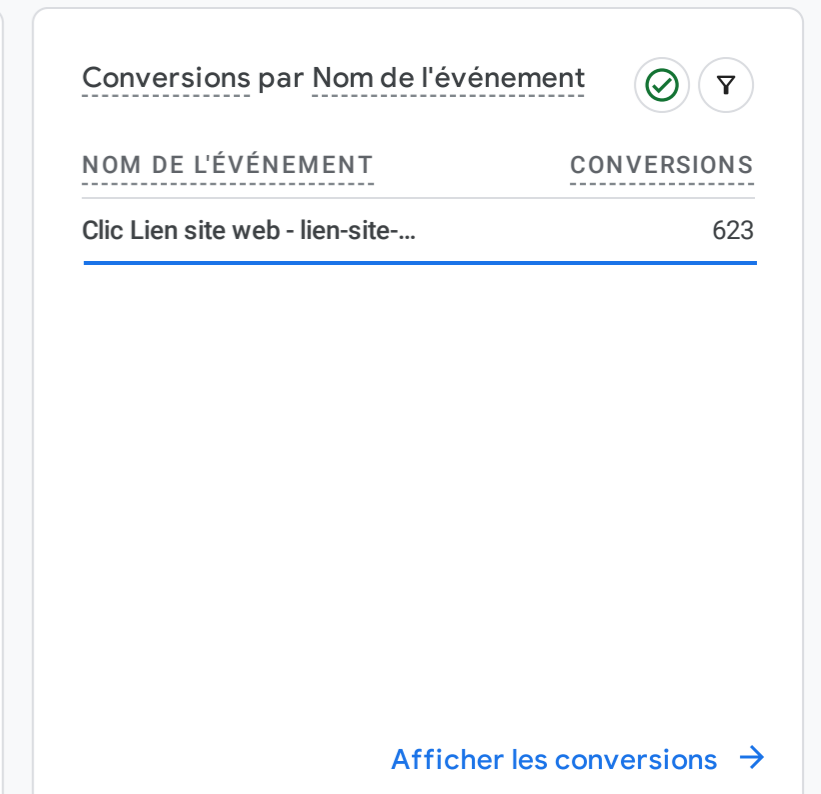 Conversions par Nom de l'événement
NOM DE L'ÉVÉNEMENT CONVERSIONS
Clic Lien site web - lien-site-... 623
Afficher les conversions